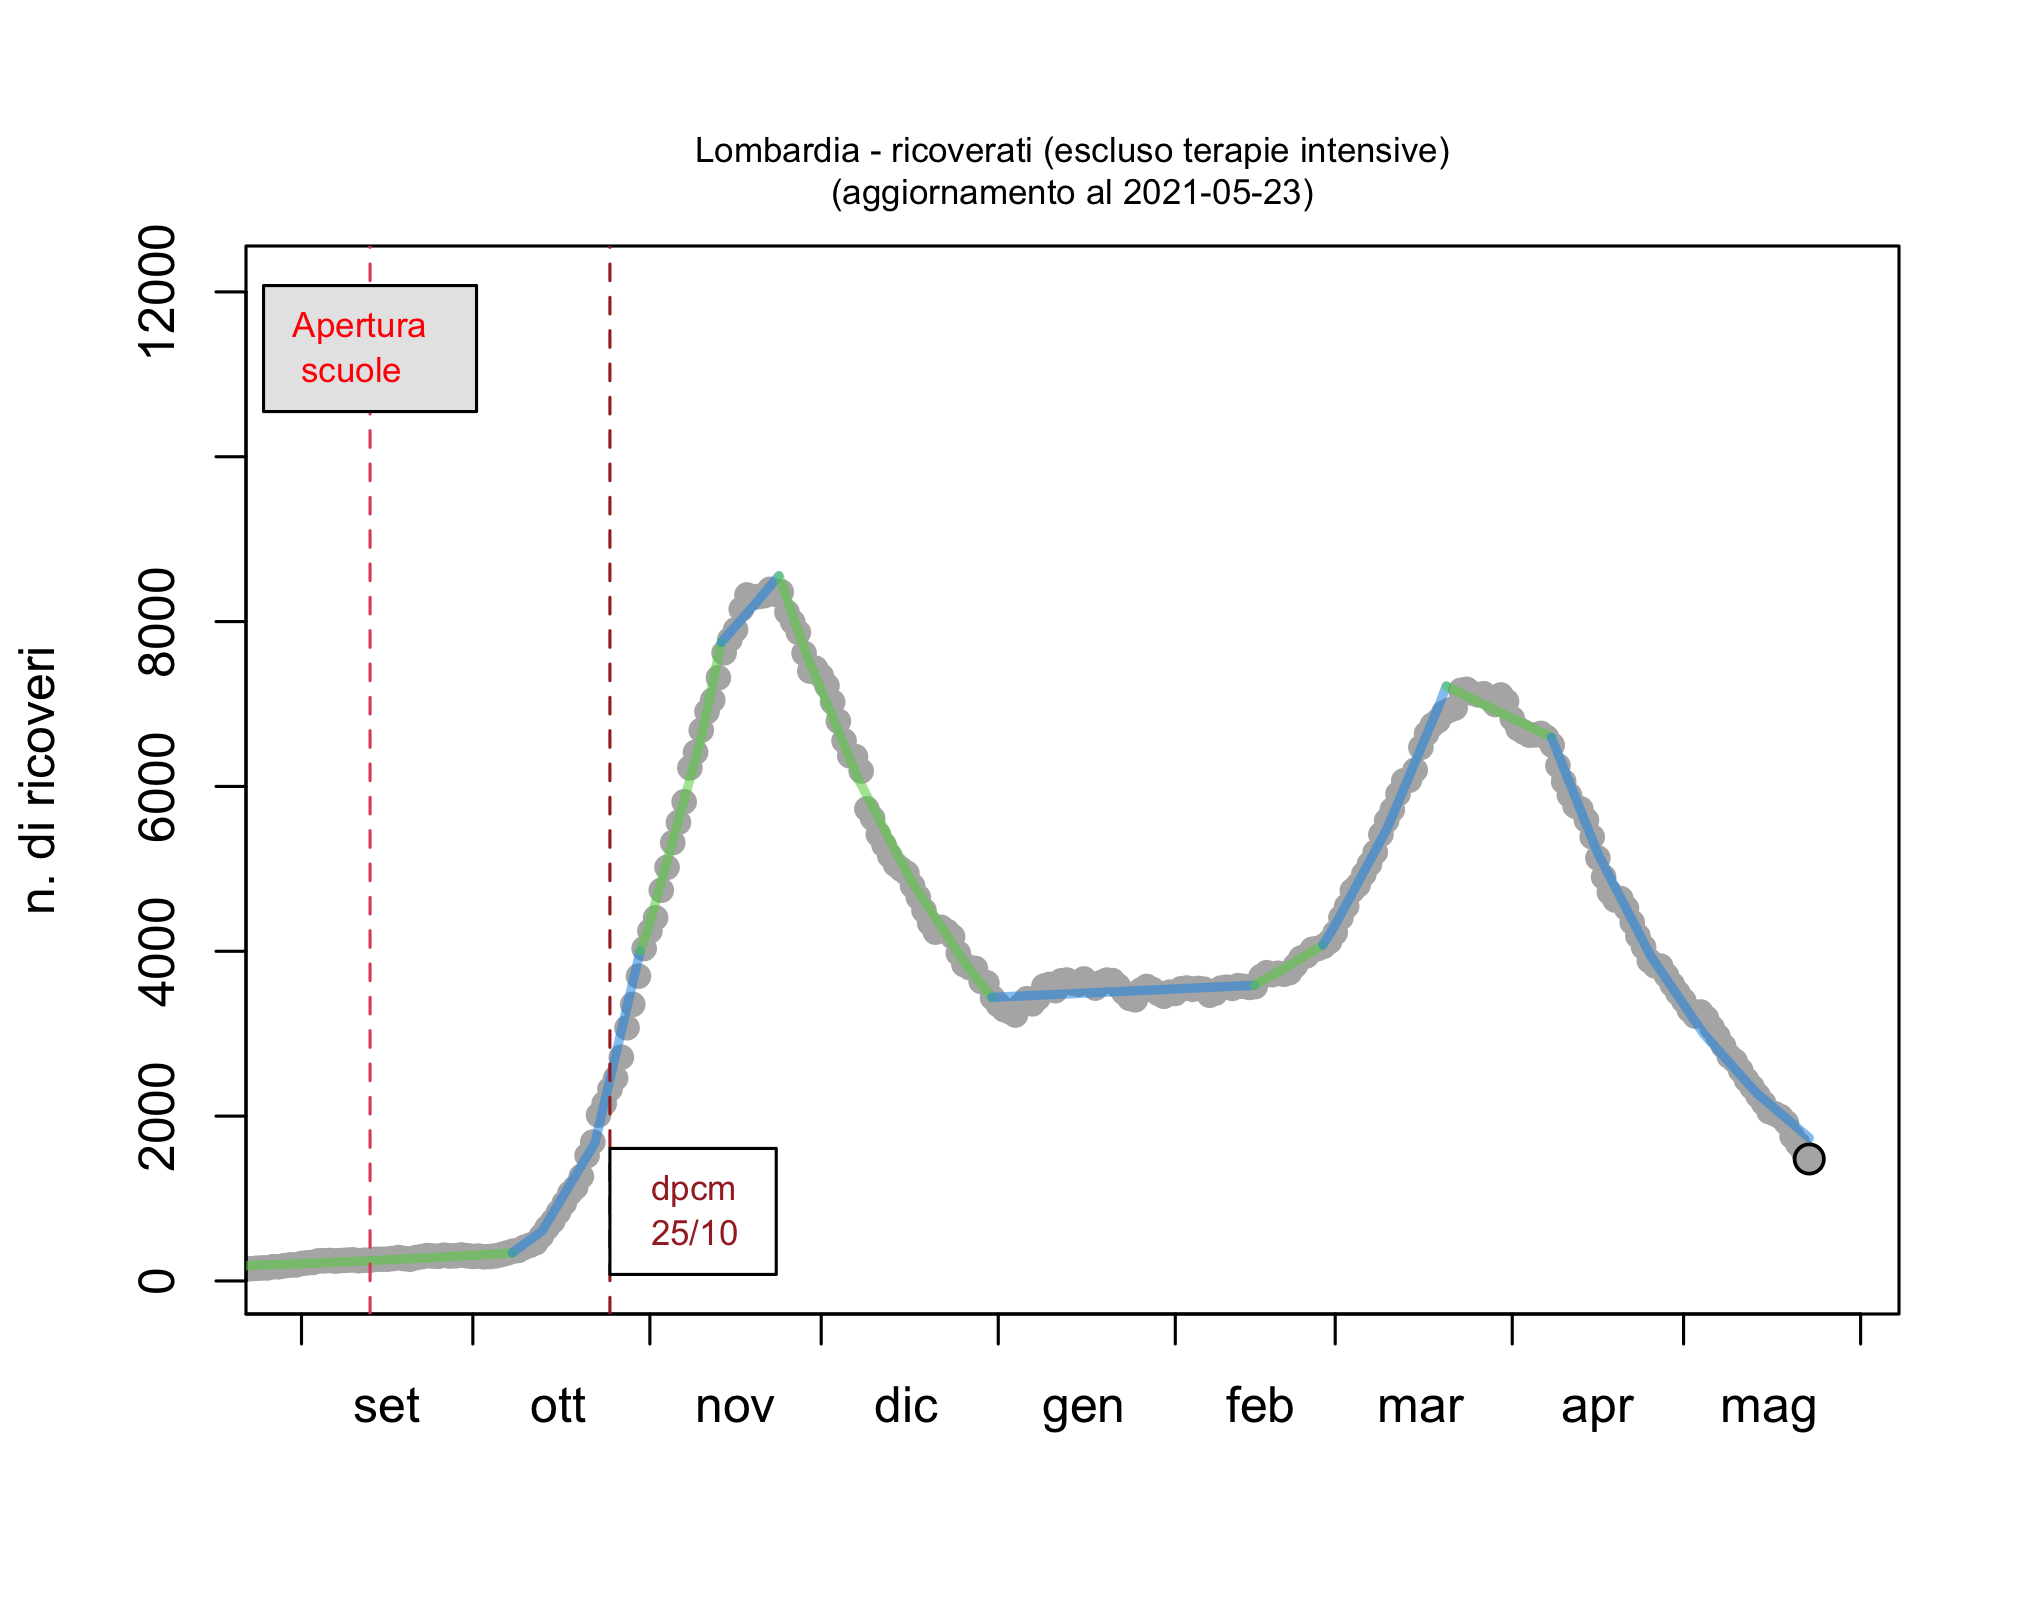 Lombardia - ricoverati (escluso terapie intensive)
(aggiornamento al 2021-05-23)
n. di ricoveri
12000
8000
6000
4000
2000
0
Apertura
scuole
dpcm
25/10
set ott nov dic gen feb mar apr mag